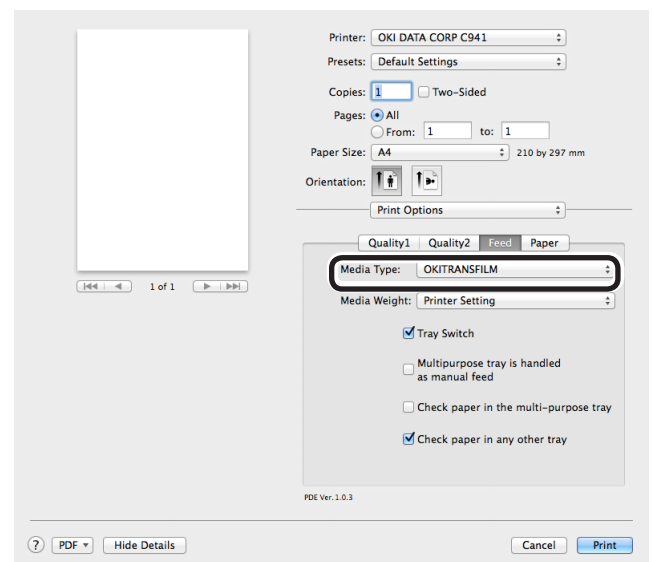 Printer: OKI DATA CORP C941
Presets: Default Settings
Copies: 1 Two-Sided
Pages: All
From: 1 to: 1
Paper Size: A4 210 by 297 mm
Orientation:
Print Options
Quality1 Quality2 Feed Paper
Media Type: OKITRANSFILM
1 of 1
Media Weight: Printer Setting
Tray Switch
Multipurpose tray is handled
as manual feed
Check paper in the multi-purpose tray
Check paper in any other tray
PDE Ver. 1.0.3
? PDF Hide Details Cancel Print